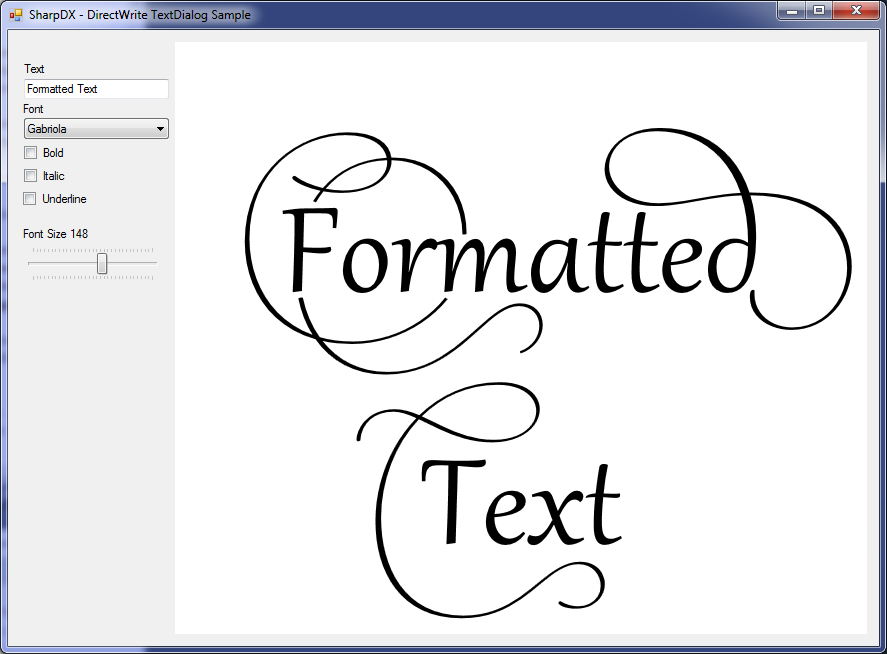 SharpDX - DirectWrite TextDialog Sample
Text
Formatted Text
Font
Gabriola
Bold
Italic
Underline
Font Size 148
Formatted
Text